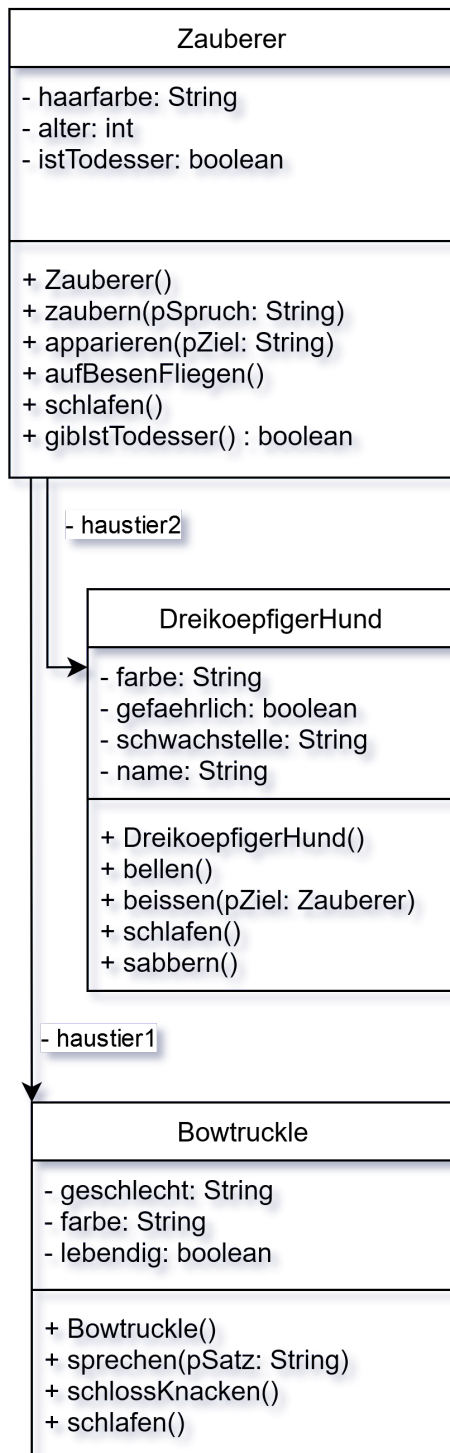 Zauberer
- haarfarbe: String
- alter: int
- istTodesser: boolean
+ Zauberer()
+ zaubern(pSpruch: String)
+ apparieren(pZiel: String)
+ aufBesenFliegen()
+ schlafen()
+ gibIstTodesser() : boolean
- haustier2
DreikoepfigerHund
- farbe: String
- gefaehrlich: boolean
- schwachstelle: String
- name: String
+ DreikoepfigerHund()
+ bellen()
+ beissen(pZiel: Zauberer)
+ schlafen()
+ sabbern()
- haustier1
Bowtruckle
- geschlecht: String
- farbe: String
- lebendig: boolean
+ Bowtruckle()
+ sprechen(pSatz: String)
+ schlossKnacken()
+ schlafen()